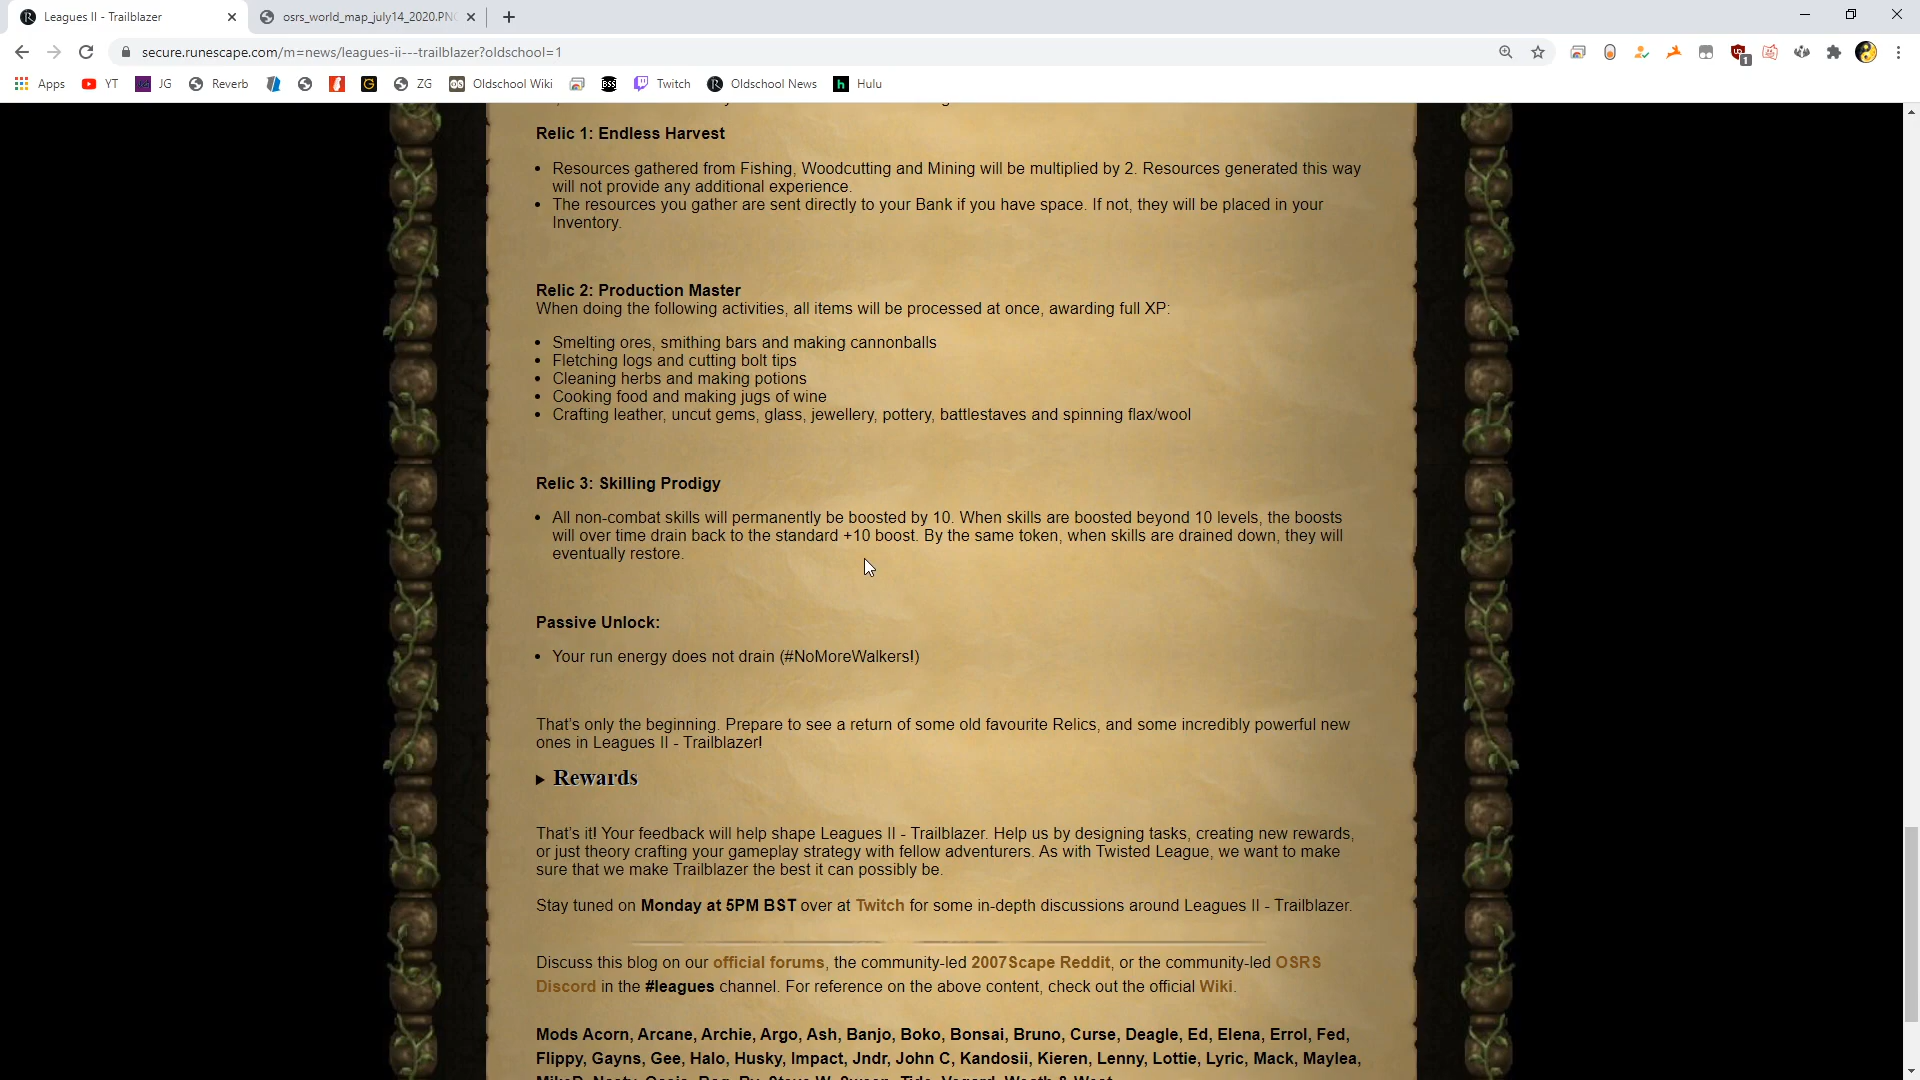 Leagues II - Trailblazer
osrs_world_map_july14_2020.PN
secure.runescape.com/m=news/leagues-ii---trailblazer?oldschool=1
1
Apps YT JG Reverb ZG Oldschool Wiki Twitch Oldschool News Hulu
Relic 1: Endless Harvest
• Resources gathered from Fishing, Woodcutting and Mining will be multiplied by 2. Resources generated this way
will not provide any additional experience.
• The resources you gather are sent directly to your Bank if you have space. If not, they will be placed in your
Inventory.
Relic 2: Production Master
When doing the following activities, all items will be processed at once, awarding full XP:
• Smelting ores, smithing bars and making cannonballs
• Fletching logs and cutting bolt tips
• Cleaning herbs and making potions
• Cooking food and making jugs of wine
• Crafting leather, uncut gems, glass, jewellery, pottery, battlestaves and spinning flax/wool
Relic 3: Skilling Prodigy
• All non-combat skills will permanently be boosted by 10. When skills are boosted beyond 10 levels, the boosts
will over time drain back to the standard +10 boost. By the same token, when skills are drained down, they will
eventually restore.
Passive Unlock:
• Your run energy does not drain (#NoMoreWalkers!)
That's only the beginning. Prepare to see a return of some old favourite Relics, and some incredibly powerful new
ones in Leagues II - Trailblazer!
Rewards
That's it! Your feedback will help shape Leagues II - Trailblazer. Help us by designing tasks, creating new rewards,
or just theory crafting your gameplay strategy with fellow adventurers. As with Twisted League, we want to make
sure that we make Trailblazer the best it can possibly be.
Stay tuned on Monday at 5PM BST over at Twitch for some in-depth discussions around Leagues II - Trailblazer.
Discuss this blog on our official forums, the community-led 2007Scape Reddit, or the community-led OSRS
Discord in the #leagues channel. For reference on the above content, check out the official Wiki.
Mods Acorn, Arcane, Archie, Argo, Ash, Banjo, Boko, Bonsai, Bruno, Curse, Deagle, Ed, Elena, Errol, Fed,
Flippy, Gayns, Gee, Halo, Husky, Impact, Jndr, John C, Kandosii, Kieren, Lenny, Lottie, Lyric, Mack, Maylea,